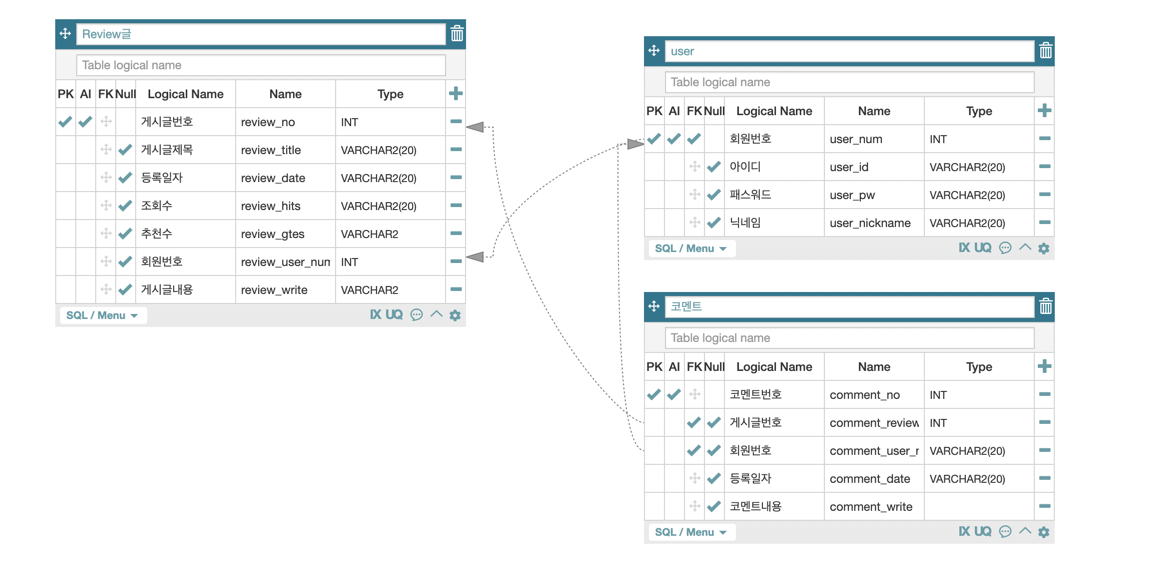 Review글
Table logical name
PK AI FK Null Logical Name Name Type
게시글번호 review_no INT
게시글제목 review_title VARCHAR2(20)
등록일자 review_date VARCHAR2(20)
조회수 review_hits VARCHAR2(20)
추천수 review_gtes VARCHAR2
회원번호 review_user_num INT
게시글내용 review_write VARCHAR2
SQL / Menu IX UQ
user
Table logical name
PK AI FK Null Logical Name Name Type
회원번호 user_num INT
아이디 user_id VARCHAR2(20)
패스워드 user_pw VARCHAR2(20)
닉네임 user_nickname VARCHAR2(20)
SQL / Menu IX UQ
코멘트
Table logical name
PK AI FK Null Logical Name Name Type
코멘트번호 comment_no INT
게시글번호 comment_review INT
회원번호 comment_user_r VARCHAR2(20)
등록일자 comment_date VARCHAR2(20)
코멘트내용 comment_write
SQL / Menu IX UQ